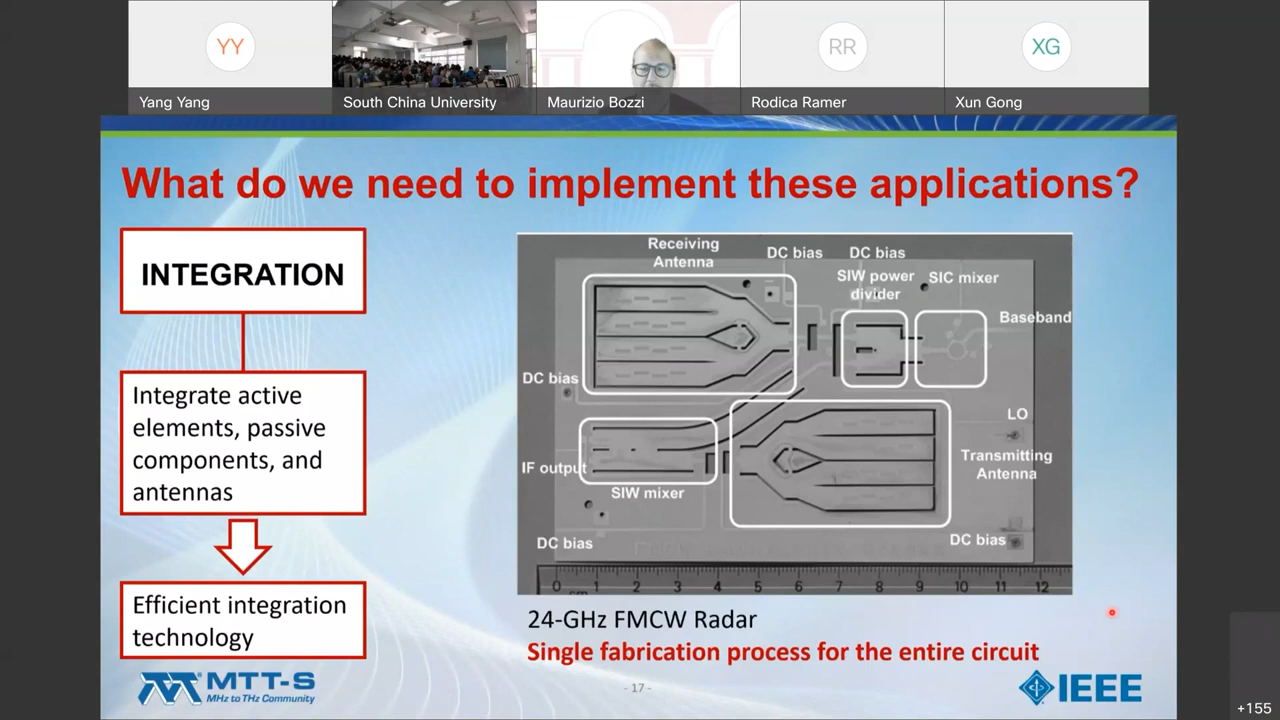 YY
RR
XG
Yang Yang
South China University
Maurizio Bozzi
Rodica Ramer
Xun Gong
What do we need to implement these applications?
INTEGRATION
Integrate active
elements, passive
components, and
antennas
Efficient integration
technology
Receiving
Antenna
DC bias
DC bias
SIW power
divider
SIC mixer
Baseband
DC bias
LO
IF output
SIW mixer
Transmitting
Antenna
DC bias
DC bias
0 1 2 3 4 5 6 7 8 9 10 11 12
cm
24-GHz FMCW Radar
Single fabrication process for the entire circuit
MTT-S
MHz to THz Community
- 17 -
IEEE
+155